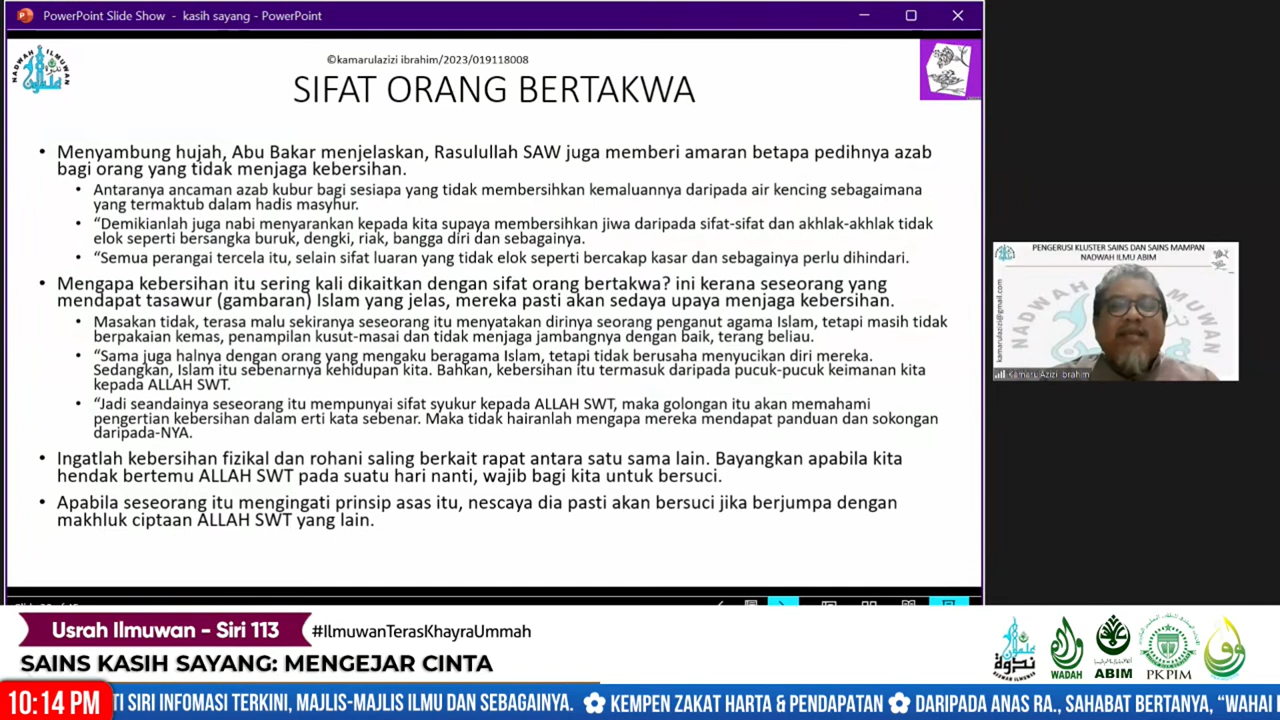 PowerPoint Slide Show - kasih sayang - PowerPoint
©kamarulazizi ibrahim/2023/019118008
NADWAH ILMUWAN
SIFAT ORANG BERTAKWA
• Menyambung hujah, Abu Bakar menjelaskan, Rasulullah SAW juga memberi amaran betapa pedihnya azab
bagi orang yang tidak menjaga kebersihan.
• Antaranya ancaman azab kubur bagi sesiapa yang tidak membersihkan kemaluannya daripada air kencing sebagaimana
yang termaktub dalam hadis masyhur.
• “Demikianlah juga nabi menyarankan kepada kita supaya membersihkan jiwa daripada sifat-sifat dan akhlak-akhlak tidak
elok seperti bersangka buruk, dengki, riak, bangga diri dan sebagainya.
• “Semua perangai tercela itu, selain sifat luaran yang tidak elok seperti bercakap kasar dan sebagainya perlu dihindari.
• Mengapa kebersihan itu sering kali dikaitkan dengan sifat orang bertakwa? ini kerana seseorang yang
mendapat tasawur (gambaran) Islam yang jelas, mereka pasti akan sedaya upaya menjaga kebersihan.
• Masakan tidak, terasa malu sekiranya seseorang itu menyatakan dirinya seorang penganut agama Islam, tetapi masih tidak
berpakaian kemas, penampilan kusut-masai dan tidak menjaga jambangnya dengan baik, terang beliau.
• “Sama juga halnya dengan orang yang mengaku beragama Islam, tetapi tidak berusaha menyucikan diri mereka.
Sedangkan, Islam itu sebenarnya kehidupan kita. Bahkan, kebersihan itu termasuk daripada pucuk-pucuk keimanan kita
kepada ALLAH SWT.
• “Jadi seandainya seseorang itu mempunyai sifat syukur kepada ALLAH SWT, maka golongan itu akan memahami
pengertian kebersihan dalam erti kata sebenar. Maka tidak hairanlah mengapa mereka mendapat panduan dan sokongan
daripada-NYA.
• Ingatlah kebersihan fizikal dan rohani saling berkait rapat antara satu sama lain. Bayangkan apabila kita
hendak bertemu ALLAH SWT pada suatu hari nanti, wajib bagi kita untuk bersuci.
• Apabila seseorang itu mengingati prinsip asas itu, nescaya dia pasti akan bersuci jika berjumpa dengan
makhluk ciptaan ALLAH SWT yang lain.
PENGERUSI KLUSTER SAINS DAN SAINS MAMPAN
NADWAH ILMU ABIM
kamarulazizi@gmail.com
NADWAH
Kamarul Azizi Ibrahim
Usrah Ilmuwan - Siri 113
#IlmuwanTerasKhayraUmmah
SAINS KASIH SAYANG: MENGEJAR CINTA
WADAH
ABIM
PKPIM
10:14 PM
TI SIRI INFOMASI TERKINI, MAJLIS-MAJLIS ILMU DAN SEBAGAINYA. KEMPEN ZAKAT HARTA & PENDAPATAN DARIPADA ANAS RA., SAHABAT BERTANYA, “WAHAI